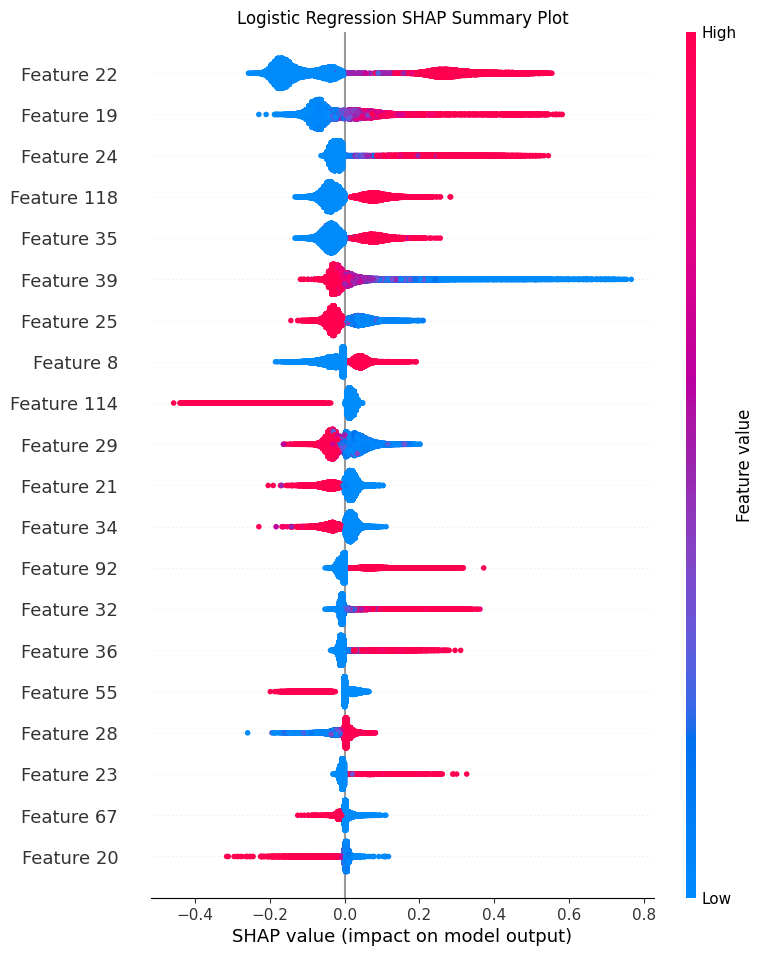 Logistic Regression SHAP Summary Plot
High
Feature 22
Feature 19
Feature 24
Feature 118
Feature 35
Feature 39
Feature 25
Feature 8
Feature 114
Feature 29
Feature 21
Feature 34
Feature 92
Feature 32
Feature 36
Feature 55
Feature 28
Feature 23
Feature 67
Feature 20
Feature value
Low
−0.4 −0.2 0.0 0.2 0.4 0.6 0.8
SHAP value (impact on model output)